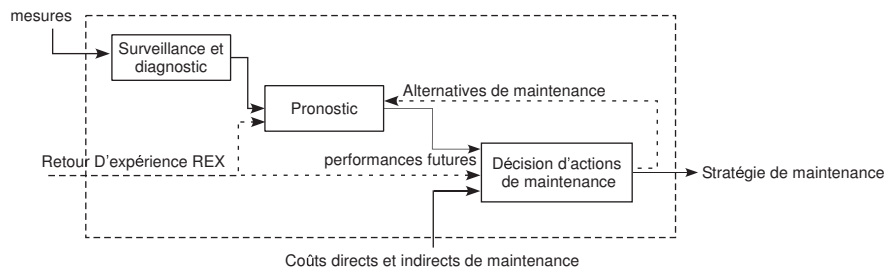 mesures
Surveillance et
diagnostic
Pronostic
Alternatives de maintenance
Retour D'expérience REX
performances futures
Décision d'actions
de maintenance
Stratégie de maintenance
Coûts directs et indirects de maintenance